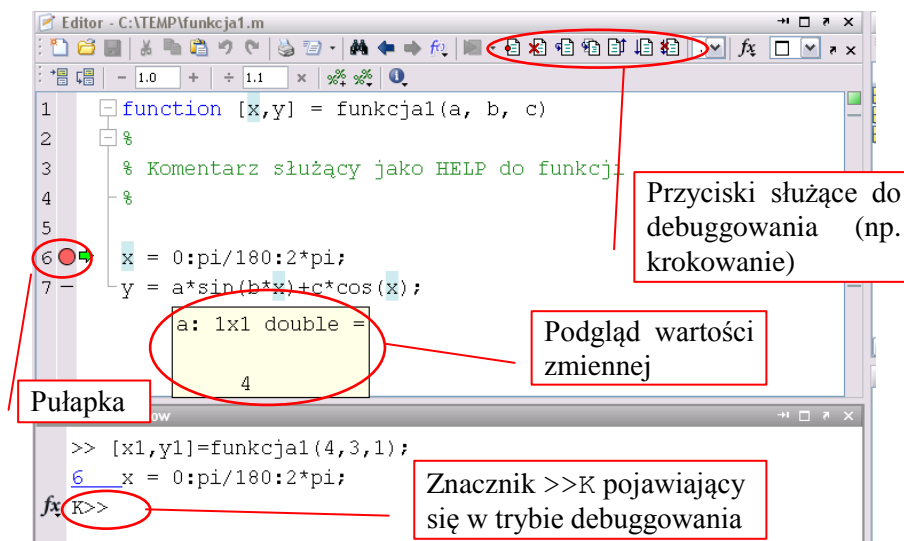 Editor - C:\TEMP\funkcja1.m
fx
- 1.0 + ÷ 1.1 ×
1 function [x,y] = funkcja1(a, b, c)
2 %
3 % Komentarz służący jako HELP do funkcji
4 %
5
6 x = 0:pi/180:2*pi;
7 y = a*sin(b*x)+c*cos(x);
a: 1x1 double =
4
Przyciski służące do
debuggowania (np.
krokowanie)
Podgląd wartości
zmiennej
Pułapka
ow
>> [x1,y1]=funkcja1(4,3,1);
6 x = 0:pi/180:2*pi;
fx K>>
Znacznik >>K pojawiający
się w trybie debuggowania